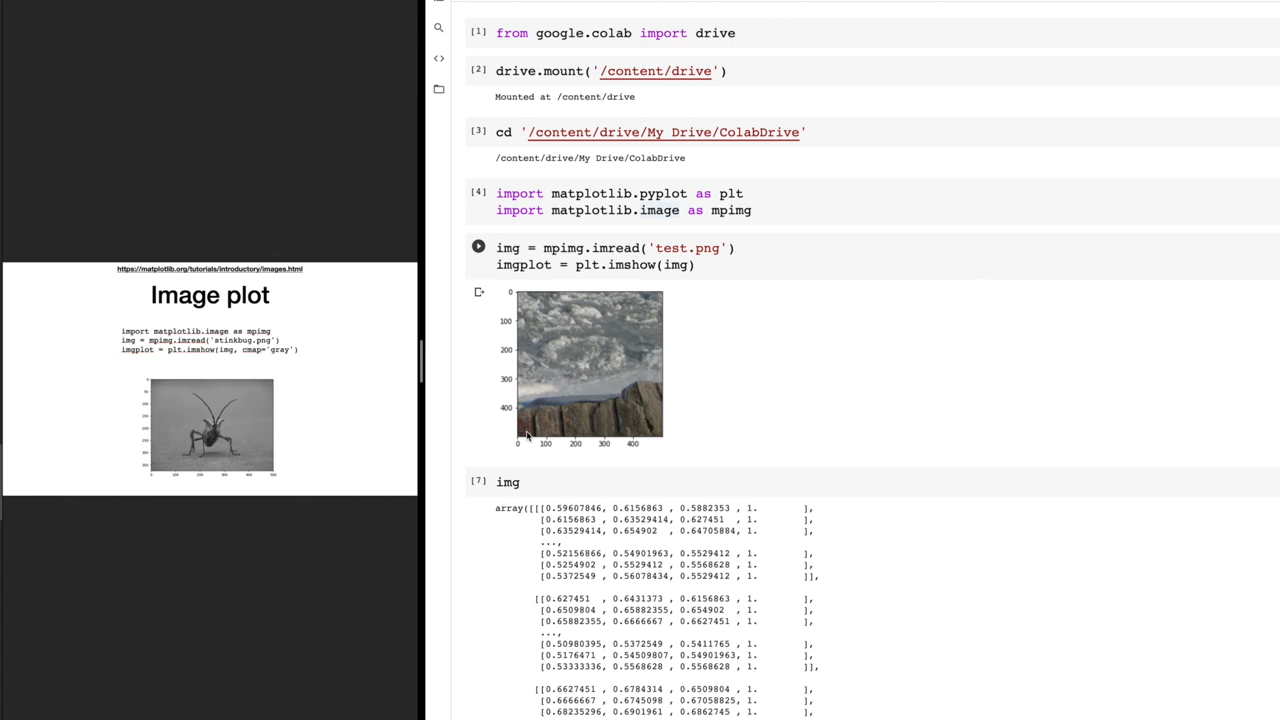 https://matplotlib.org/tutorials/introductory/images.html
Image plot
import matplotlib.image as mpimg
img = mpimg.imread('stinkbug.png')
imgplot = plt.imshow(img, cmap='gray')
[1] from google.colab import drive
[2] drive.mount('/content/drive')
Mounted at /content/drive
[3] cd '/content/drive/My Drive/ColabDrive'
/content/drive/My Drive/ColabDrive
[4] import matplotlib.pyplot as plt
import matplotlib.image as mpimg
img = mpimg.imread('test.png')
imgplot = plt.imshow(img)
0
100
200
300
400
0 100 200 300 400
[7] img
array([[[0.59607846, 0.6156863 , 0.5882353 , 1.        ],
[0.6156863 , 0.63529414, 0.627451  , 1.        ],
[0.63529414, 0.654902  , 0.64705884, 1.        ],
...,
[0.52156866, 0.54901963, 0.5529412 , 1.        ],
[0.5254902 , 0.5529412 , 0.5568628 , 1.        ],
[0.5372549 , 0.56078434, 0.5529412 , 1.        ]],
[[0.627451  , 0.6431373 , 0.6156863 , 1.        ],
[0.6509804 , 0.65882355, 0.654902  , 1.        ],
[0.65882355, 0.6666667 , 0.6627451 , 1.        ],
...,
[0.50980395, 0.5372549 , 0.5411765 , 1.        ],
[0.5176471 , 0.54509807, 0.54901963, 1.        ],
[0.53333336, 0.5568628 , 0.5568628 , 1.        ]],
[[0.6627451 , 0.6784314 , 0.6509804 , 1.        ],
[0.6666667 , 0.6745098 , 0.67058825, 1.        ],
[0.68235296, 0.6901961 , 0.6862745 , 1.        ],